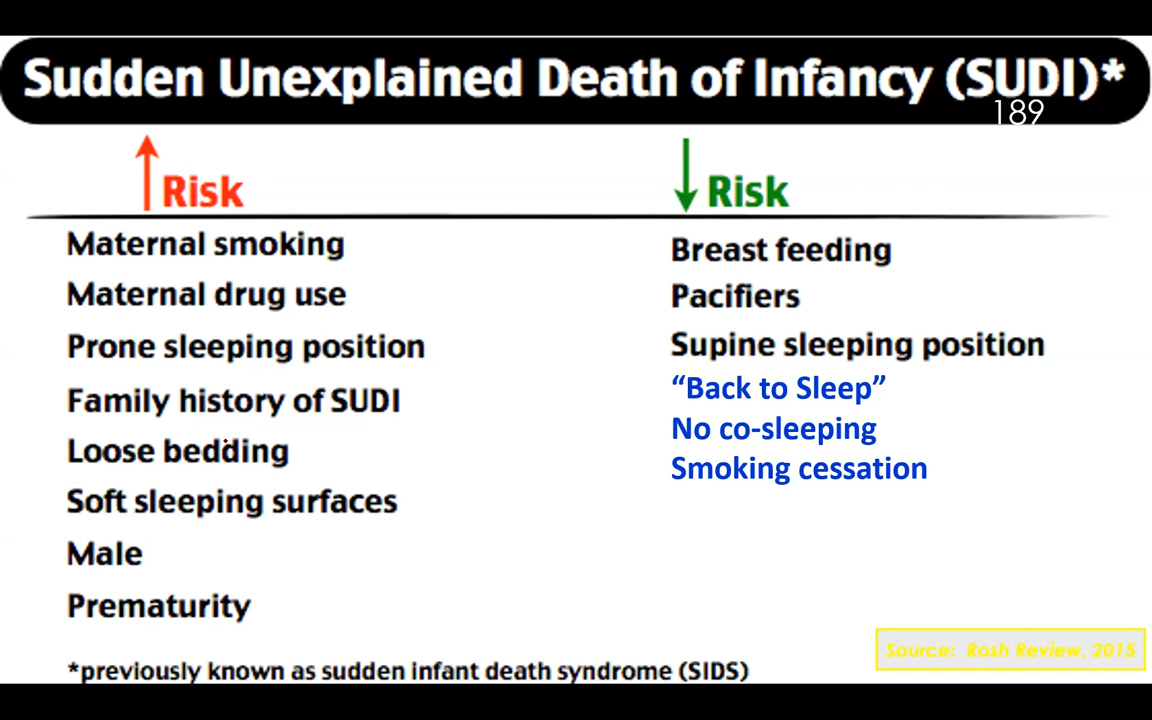 Sudden Unexplained Death of Infancy (SUDI)*
189
Risk
Maternal smoking
Maternal drug use
Prone sleeping position
Family history of SUDI
Loose bedding
Soft sleeping surfaces
Male
Prematurity
Risk
Breast feeding
Pacifiers
Supine sleeping position
“Back to Sleep”
No co-sleeping
Smoking cessation
*previously known as sudden infant death syndrome (SIDS)
Source: Rosh Review, 2015